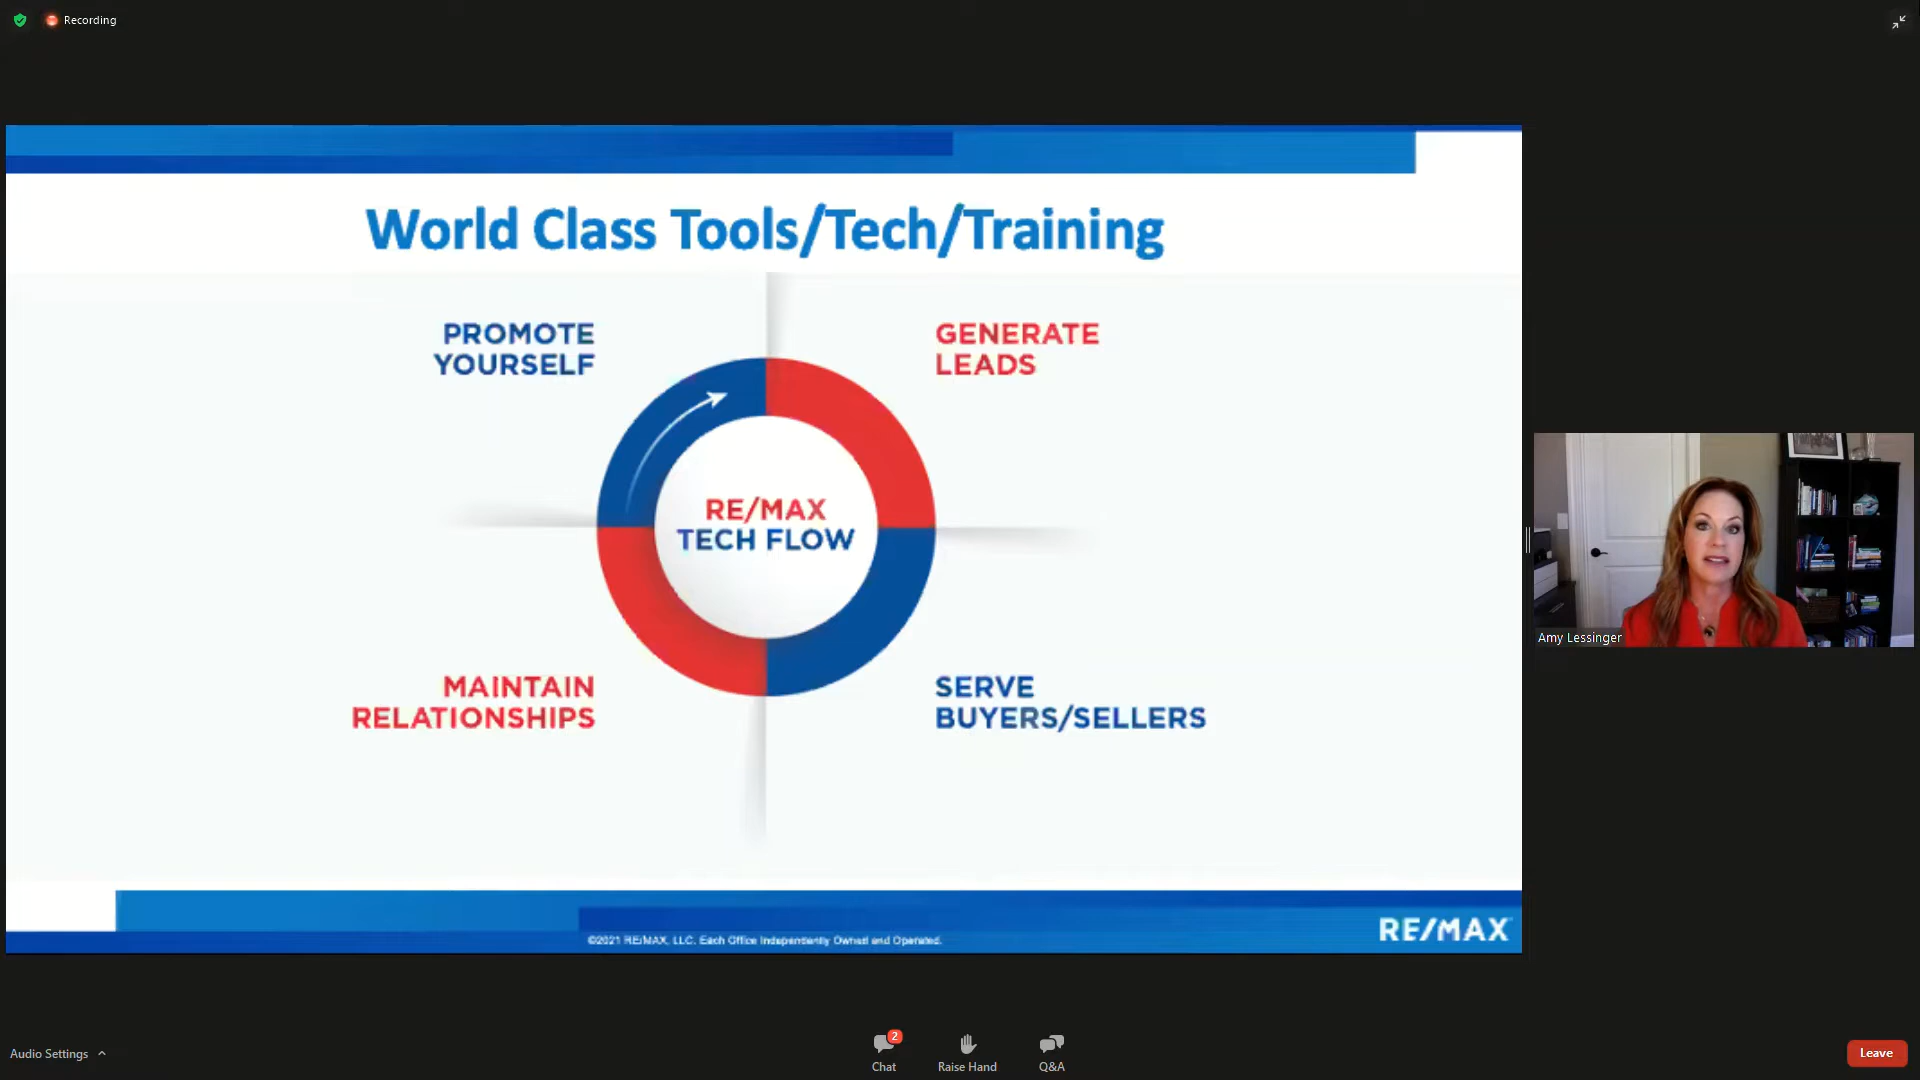 Recording
World Class Tools/Tech/Training
PROMOTE
YOURSELF
GENERATE
LEADS
RE/MAX
TECH FLOW
MAINTAIN
RELATIONSHIPS
SERVE
BUYERS/SELLERS
©2021 RE/MAX, LLC. Each Office Independently Owned and Operated.
RE/MAX
Amy Lessinger
Audio Settings
2
Chat
Raise Hand
Q&A
Leave